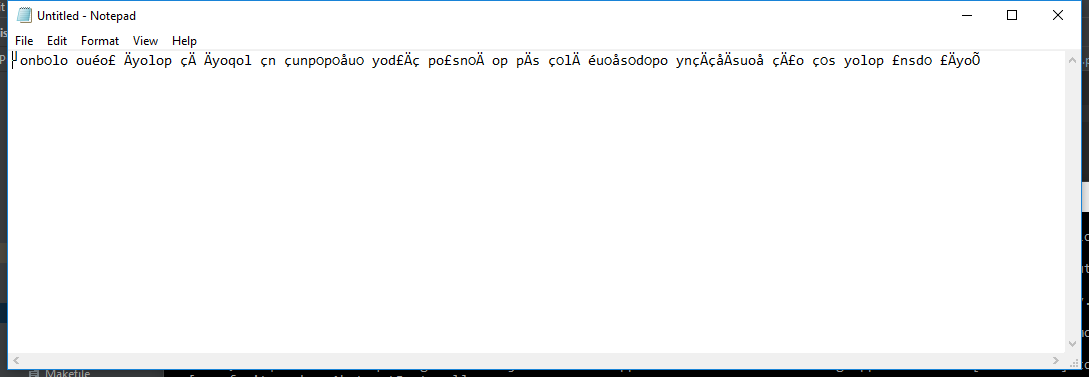 Untitled - Notepad
File Edit Format View Help
onbolo ouéo£ Äyolop çÄ Äyoqol çn çunpopoåuo yod£Äç po£snoÄ op pÄs çolÄ éuoåsodopo ynçÄçåÄsuoå çÄ£o ços yolop £nsdo £ÄyoÕ
Makefile